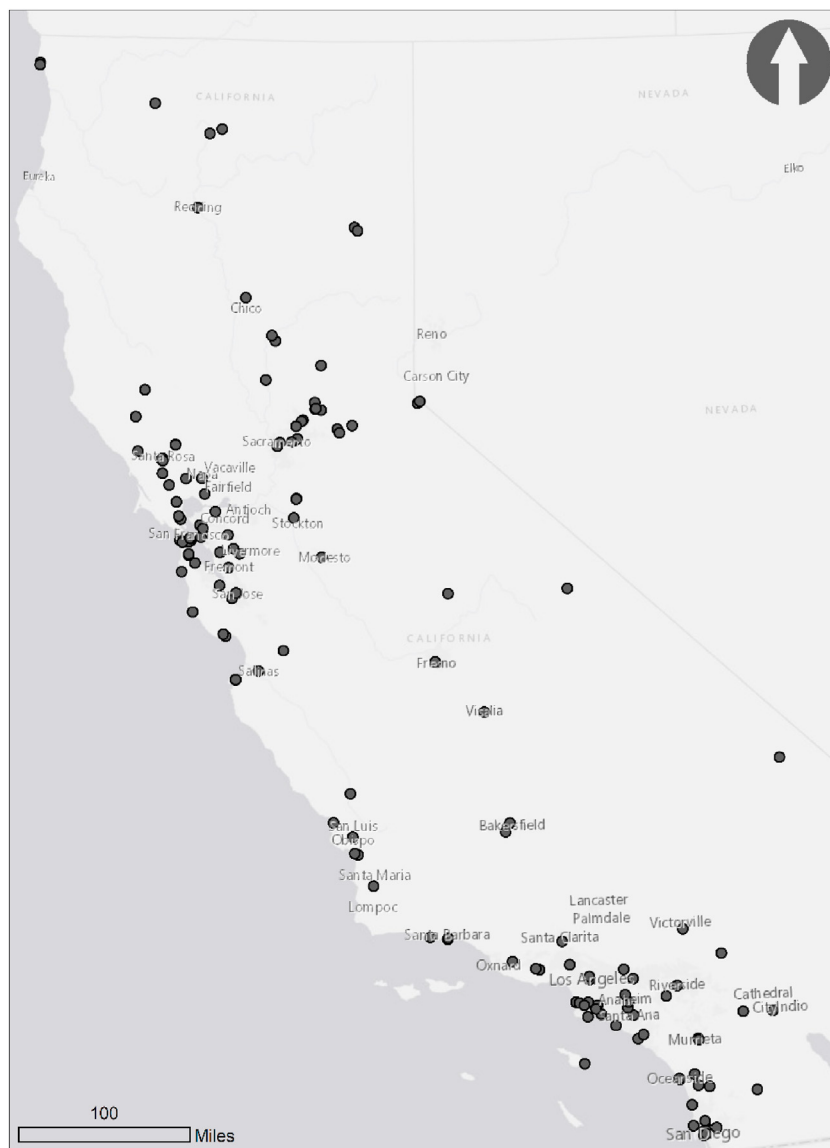 CALIFORNIA
NEVADA
Elko
Eureka
Redding
Chico
Reno
Carson City
NEVADA
Sacramento
Santa Rosa
Napa
Vacaville
Fairfield
Antioch
Concord
Stockton
San Francisco
Livermore
Modesto
Fremont
San Jose
CALIFORNIA
Salinas
Fresno
Visalia
San Luis
Obispo
Bakersfield
Santa Maria
Lompoc
Lancaster
Palmdale
Victorville
Santa Barbara
Santa Clarita
Oxnard
Los Angeles
Riverside
Cathedral
City
Indio
Anaheim
Santa Ana
Murrieta
Oceanside
San Diego
100
Miles